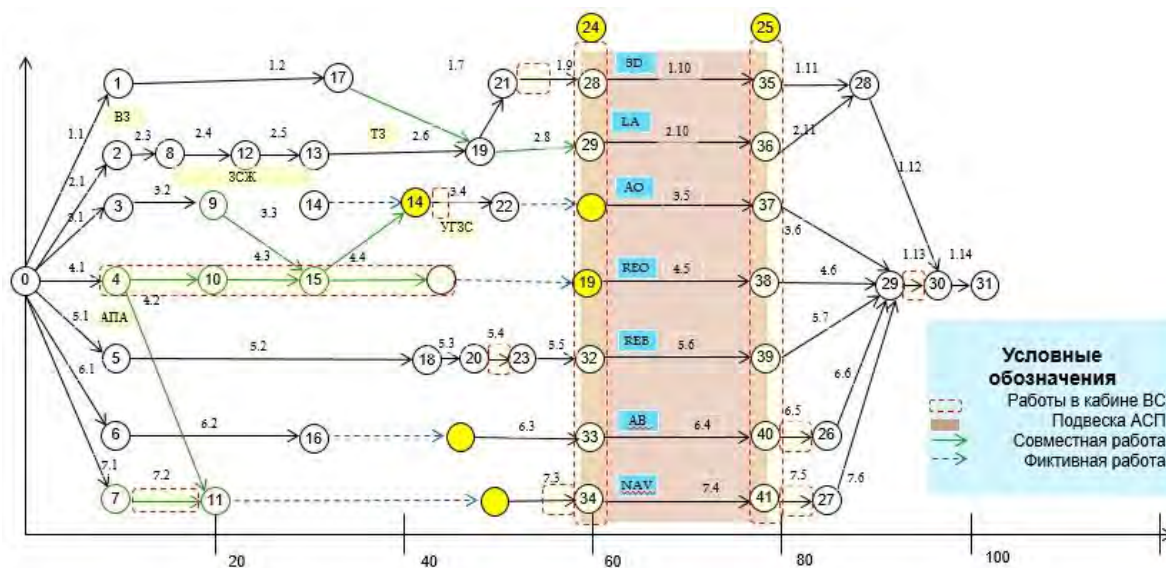 24 25
1.2 1.7 1.9 SD 1.10 1.11
1 17 21 28 35 28
1.1 ВЗ
2.3 2.4 2.5 ТЗ 2.6 2.8 LA 2.10 2.11
2 8 12 13 19 29 36
2.1 ЗСЖ 1.12
3.1 3.2 3.3 3.4 AO 3.5 3.6
3 9 14 14 22 37
УГЗС
4.1 4.3 4.4 REO 4.5 4.6 1.13 1.14
0 4 10 15 19 38 29 30 31
4.2
АПА
5.1 5.2 5.3 5.4 5.5 REB 5.6 5.7
5 18 20 23 32 39
6.1 6.2 6.3 AB 6.4 6.5 6.6
6 16 33 40 26
7.1 7.2 7.3 NAV 7.4 7.5 7.6
7 11 34 41 27
Условные
обозначения
Работы в кабине ВС
Подвеска АСП
Совместная работа
Фиктивная работа
20 40 60 80 100